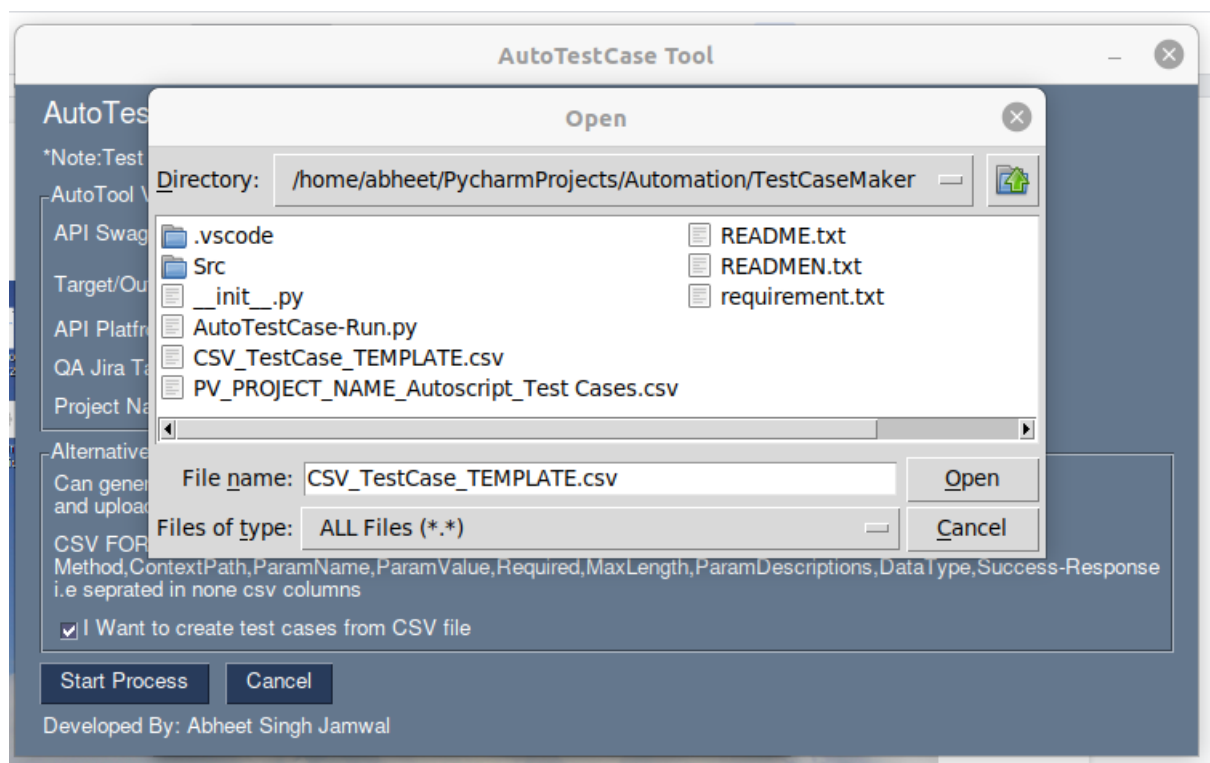 AutoTestCase Tool
AutoTes
Open
*Note:Test
Directory: /home/abheet/PycharmProjects/Automation/TestCaseMaker
AutoTool
API Swag
.vscode
README.txt
Src
READMEN.txt
Target/Ou
__init__.py
requirement.txt
API Platfr
AutoTestCase-Run.py
QA Jira Ta
CSV_TestCase_TEMPLATE.csv
Project Na
PV_PROJECT_NAME_Autoscript_Test Cases.csv
Alternative
Can gener
File name: CSV_TestCase_TEMPLATE.csv Open
and upload
Files of type: ALL Files (*.*) Cancel
CSV FOR
Method,ContextPath,ParamName,ParamValue,Required,MaxLength,ParamDescriptions,DataType,Success-Response
i.e seprated in none csv columns
I Want to create test cases from CSV file
Start Process Cancel
Developed By: Abheet Singh Jamwal